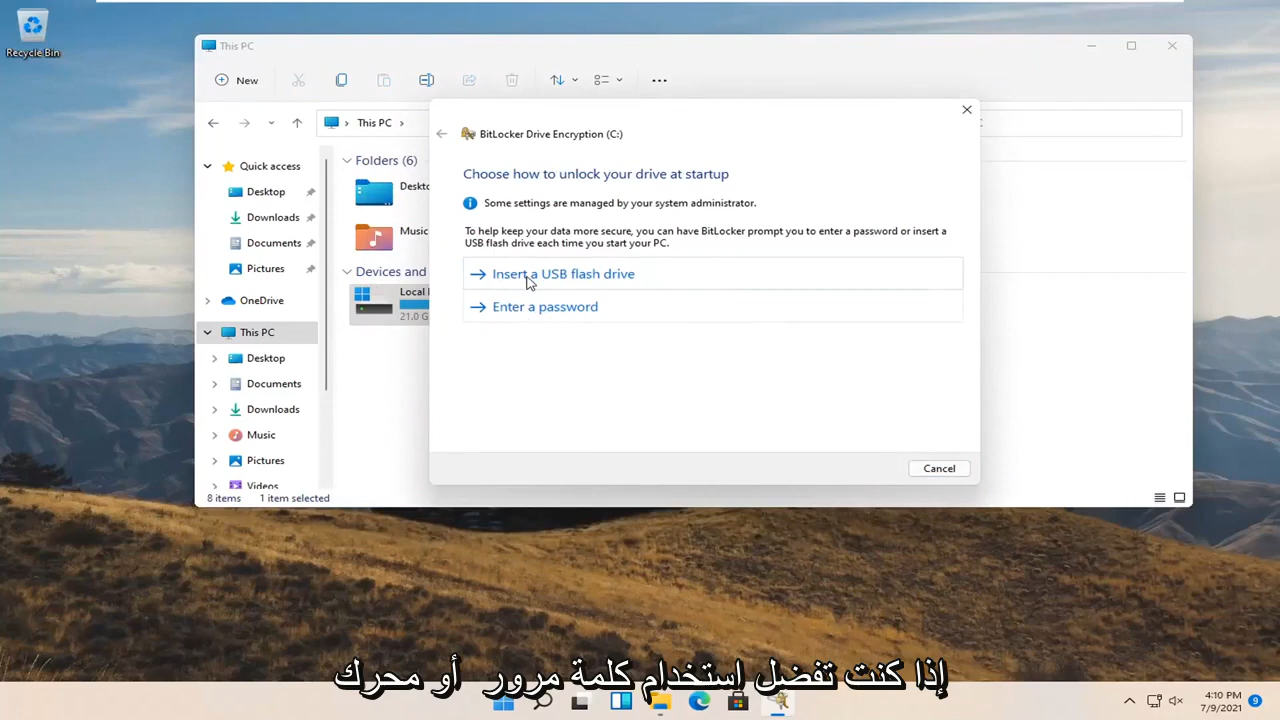 Recycle Bin
This PC
New
This PC
Quick access
Desktop
Downloads
Documents
Pictures
OneDrive
This PC
Desktop
Documents
Downloads
Music
Pictures
Videos
Folders (6)
Music
Devices and
Local
21.0 G
8 items 1 item selected
BitLocker Drive Encryption (C:)
Choose how to unlock your drive at startup
Some settings are managed by your system administrator.
To help keep your data more secure, you can have BitLocker prompt you to enter a password or insert a
USB flash drive each time you start your PC.
Insert a USB flash drive
Enter a password
Cancel
إذا كنت تفضل استخدام كلمة مرور أو محرك
4:10 PM
7/9/2021
9